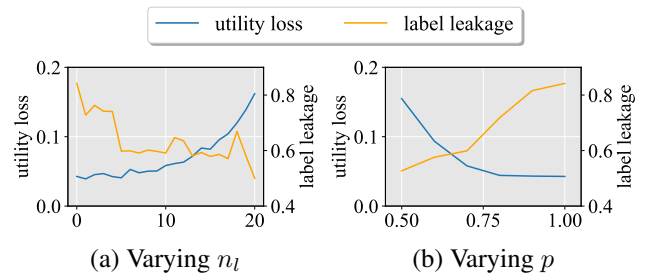 utility loss label leakage
0.2
0.1
0.0
utility loss
0 10 20
0.8
0.6
0.4
label leakage
(a) Varying n_l
0.2
0.1
0.0
utility loss
0.50 0.75 1.00
0.8
0.6
0.4
label leakage
(b) Varying p